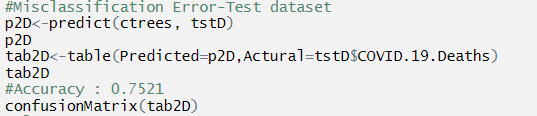 #Misclassification Error-Test dataset
p2D<-predict(ctrees, tstD)
p2D
tab2D<-table(Predicted=p2D,Actural=tstD$COVID.19.Deaths)
tab2D
#Accuracy : 0.7521
confusionMatrix(tab2D)